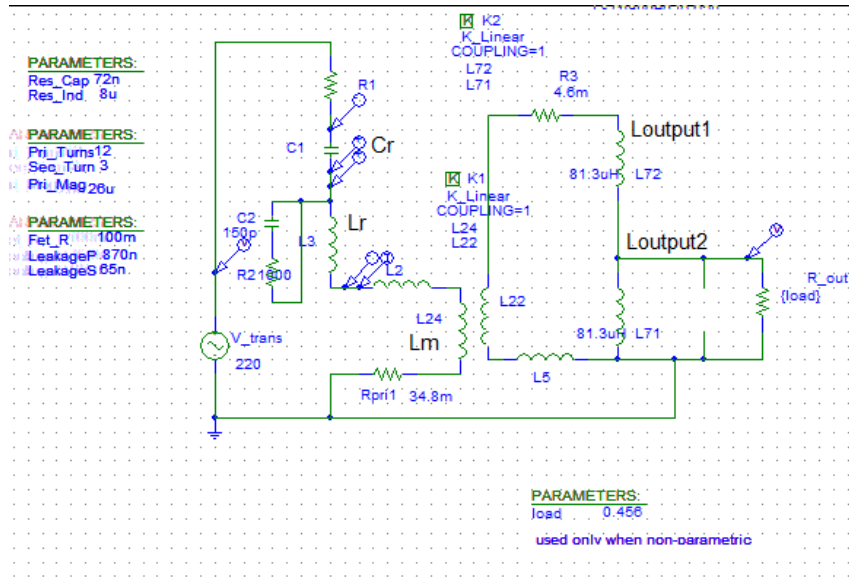 PARAMETERS:
Res_Cap 72n
Res_Ind 8u
PARAMETERS:
Pri_Turns 12
Sec_Turn 3
Pri_Mag 26u
PARAMETERS:
Fet_R 100m
LeakageP 870n
LeakageS 65n
K K2
K_Linear
COUPLING=1
L72
L71
R1
C1
Cr
R3
4.6m
Loutput1
81.3uH L72
K K1
K_Linear
COUPLING=1
L24
L22
C2
150p
L3
Lr
R2 1000
L2
Loutput2
R_out
{load}
L24
L22
Lm
81.3uH L71
V_trans
220
L5
Rpri1 34.8m
PARAMETERS:
load 0.456
used only when non-parametric